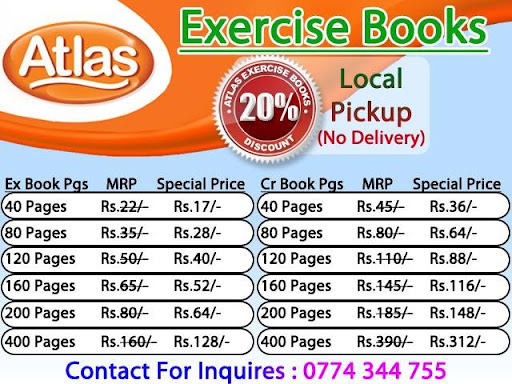 Atlas
Exercise Books
ATLAS EXERCISE BOOKS
20%
DISCOUNT
Local
Pickup
(No Delivery)
Ex Book Pgs MRP Special Price
40 Pages Rs.22/- Rs.17/-
80 Pages Rs.35/- Rs.28/-
120 Pages Rs.50/- Rs.40/-
160 Pages Rs.65/- Rs.52/-
200 Pages Rs.80/- Rs.64/-
400 Pages Rs.160/- Rs.128/-
Cr Book Pgs MRP Special Price
40 Pages Rs.45/- Rs.36/-
80 Pages Rs.80/- Rs.64/-
120 Pages Rs.110/- Rs.88/-
160 Pages Rs.145/- Rs.116/-
200 Pages Rs.185/- Rs.148/-
400 Pages Rs.390/- Rs.312/-
Contact For Inquires : 0774 344 755